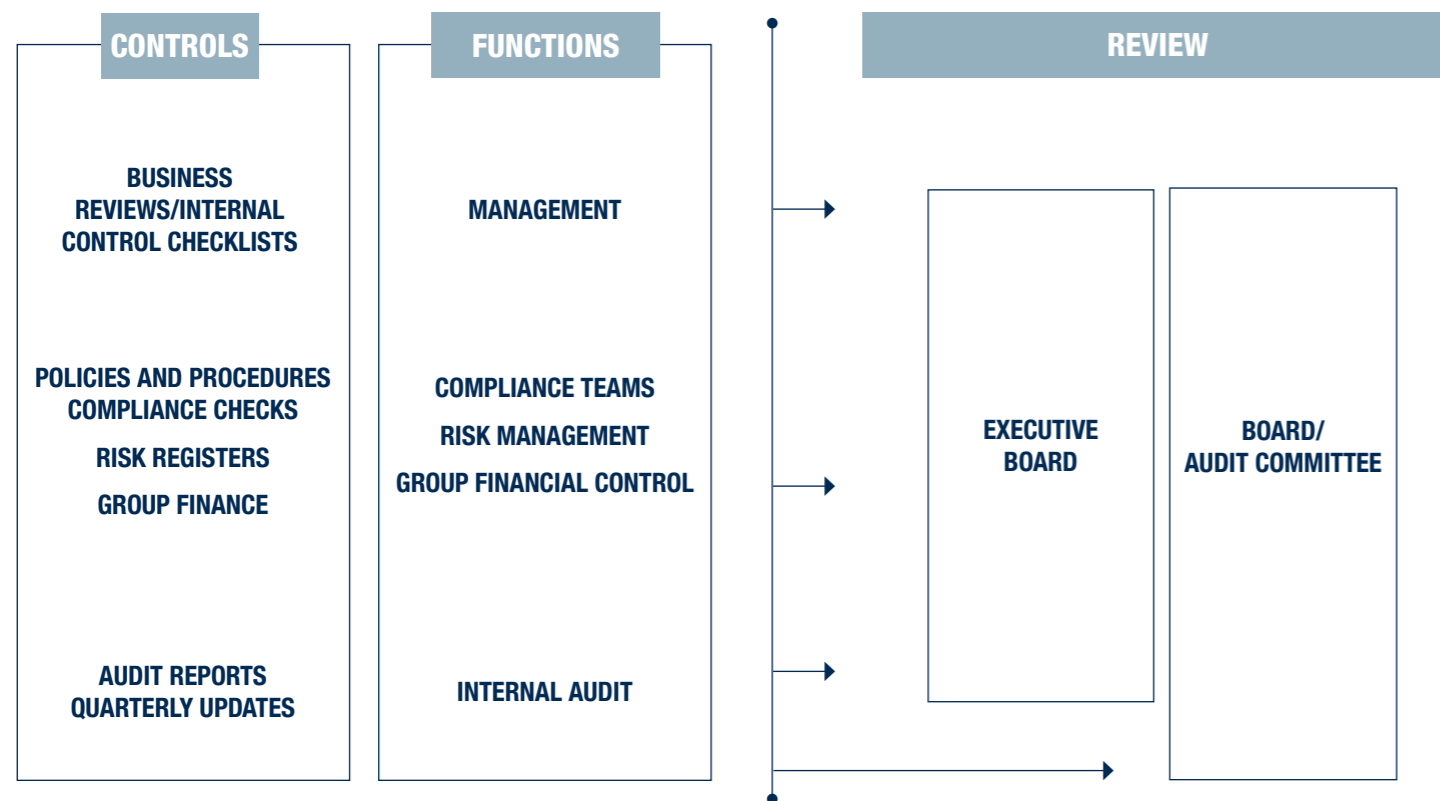 CONTROLS
BUSINESS
REVIEWS/INTERNAL
CONTROL CHECKLISTS
POLICIES AND PROCEDURES
COMPLIANCE CHECKS
RISK REGISTERS
GROUP FINANCE
AUDIT REPORTS
QUARTERLY UPDATES
FUNCTIONS
MANAGEMENT
COMPLIANCE TEAMS
RISK MANAGEMENT
GROUP FINANCIAL CONTROL
INTERNAL AUDIT
REVIEW
EXECUTIVE
BOARD
BOARD/
AUDIT COMMITTEE